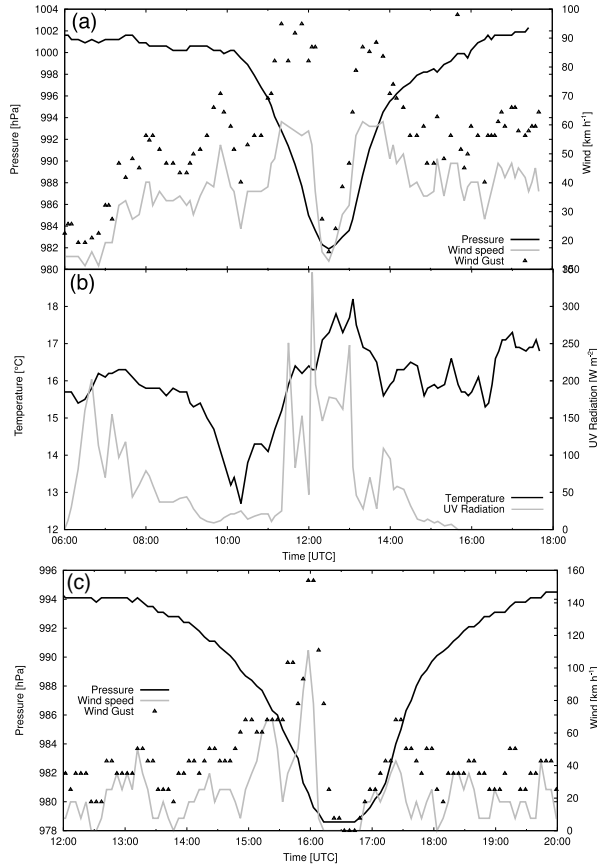 (a)
1004
1002
1000
998
996
994
992
990
988
986
984
982
980
Pressure [hPa]
100
90
80
70
60
50
40
30
20
10
Wind [km h⁻¹]
Pressure
Wind speed
Wind Gust
(b)
18
17
16
15
14
13
12
Temperature [°C]
350
300
250
200
150
100
50
0
UV Radiation [W m⁻²]
Temperature
UV Radiation
06:00 08:00 10:00 12:00 14:00 16:00 18:00
Time [UTC]
(c)
996
994
992
990
988
986
984
982
980
978
Pressure [hPa]
160
140
120
100
80
60
40
20
0
Wind [km h⁻¹]
Pressure
Wind speed
Wind Gust
12:00 13:00 14:00 15:00 16:00 17:00 18:00 19:00 20:00
Time [UTC]